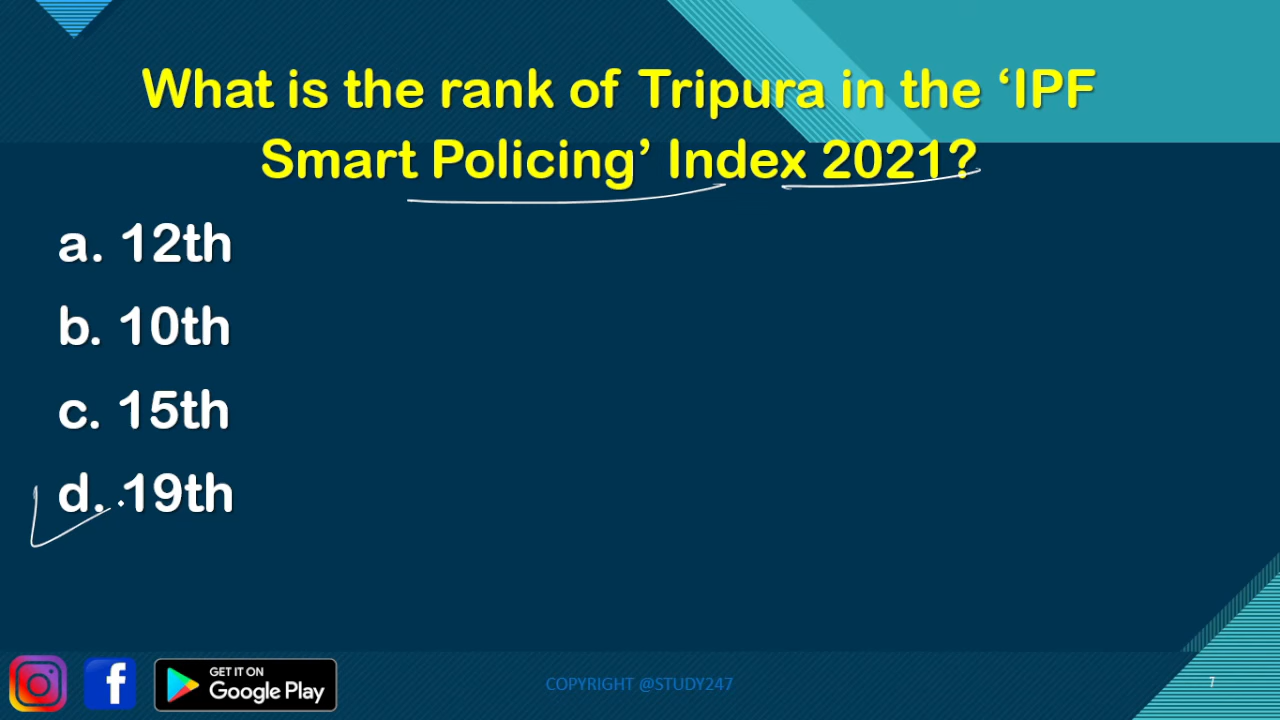 What is the rank of Tripura in the ‘IPF
Smart Policing’ Index 2021?
a. 12th
b. 10th
c. 15th
d. 19th
GET IT ON
Google Play
COPYRIGHT @STUDY247
7